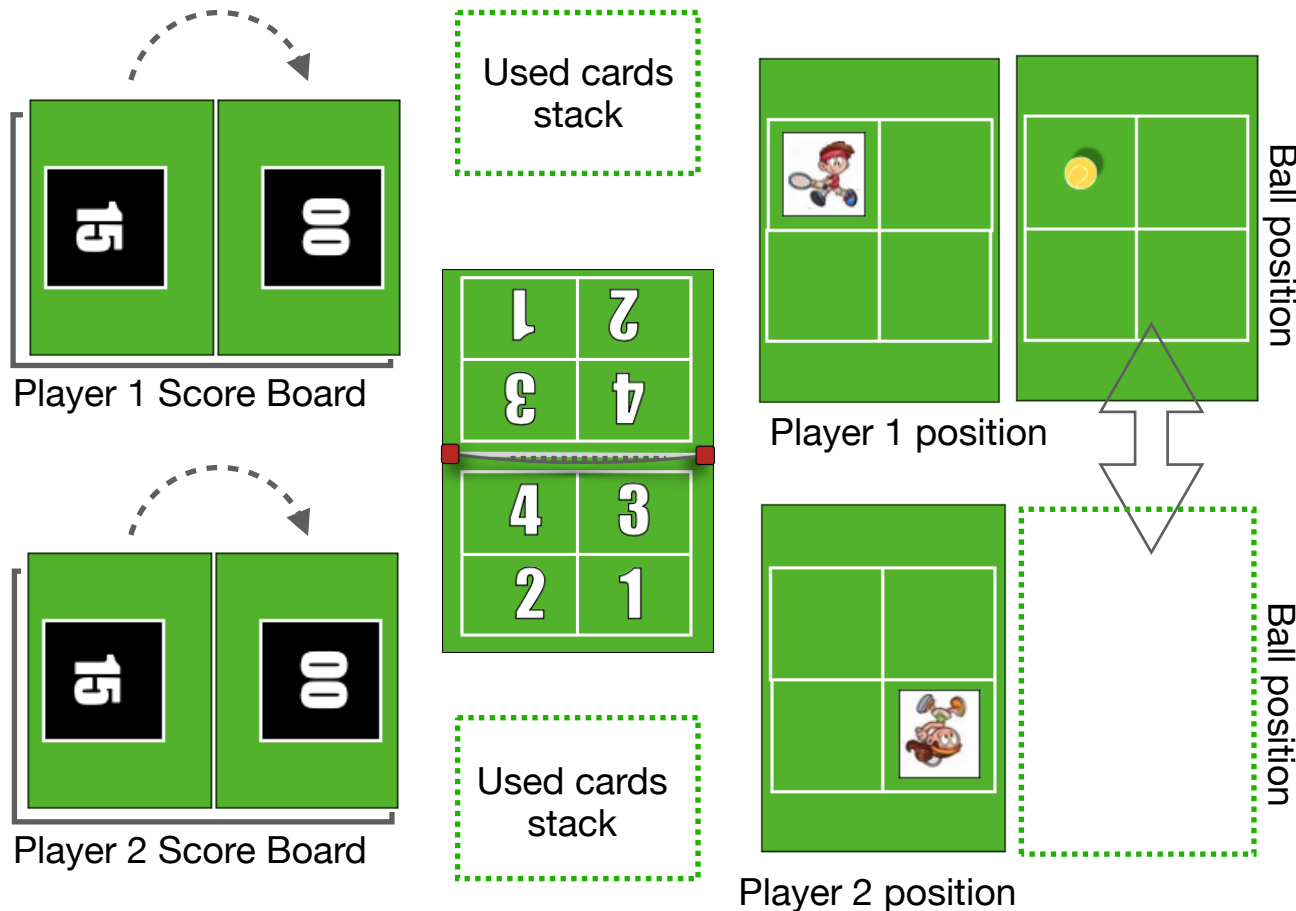 Used cards
stack
15
00
Player 1 Score Board
1 2
3 4
4 3
2 1
Player 1 position
Ball position
15
00
Player 2 Score Board
Used cards
stack
Player 2 position
Ball position